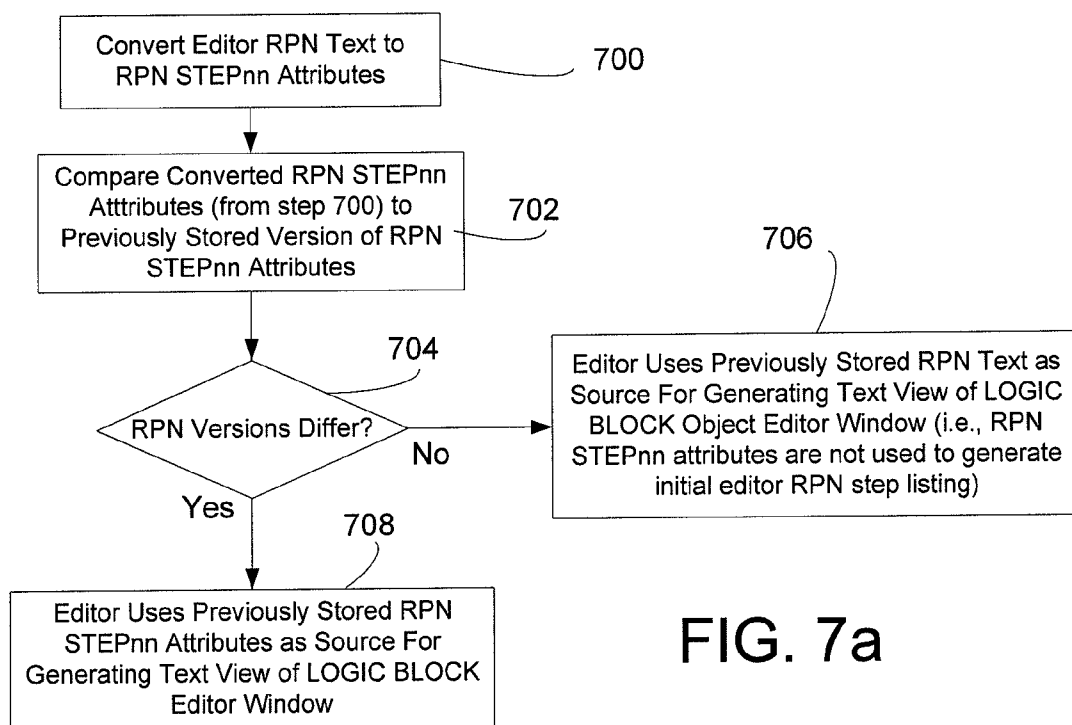 Convert Editor RPN Text to
RPN STEPnn Attributes
700
Compare Converted RPN STEPnn
Atttributes (from step 700) to
Previously Stored Version of RPN
STEPnn Attributes
702
704
RPN Versions Differ?
No
Yes
706
Editor Uses Previously Stored RPN Text as
Source For Generating Text View of LOGIC
BLOCK Object Editor Window (i.e., RPN
STEPnn attributes are not used to generate
initial editor RPN step listing)
708
Editor Uses Previously Stored RPN
STEPnn Attributes as Source For
Generating Text View of LOGIC BLOCK
Editor Window
FIG. 7a